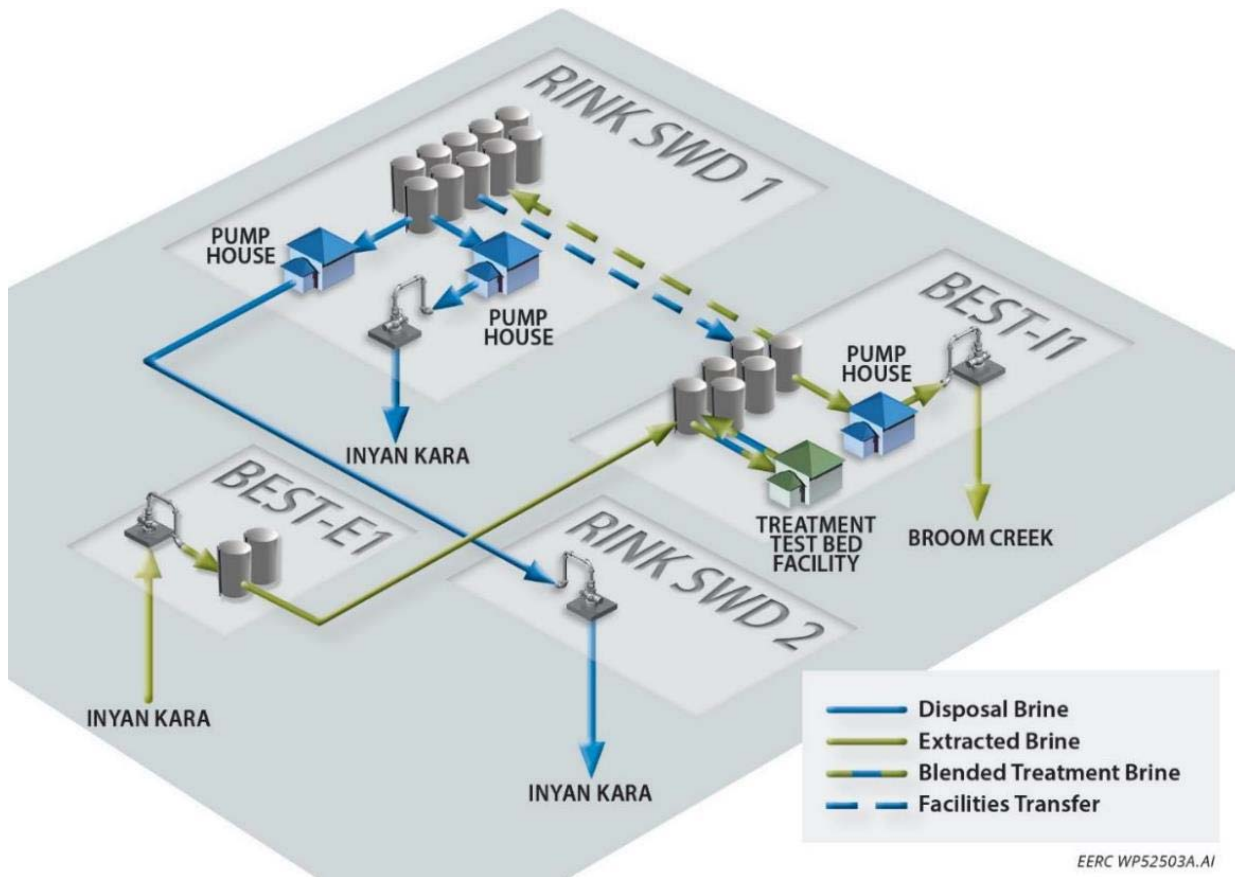 RINK SWD 1
PUMP
HOUSE
PUMP
HOUSE
INYAN KARA
BEST-I1
PUMP
HOUSE
TREATMENT
TEST BED
FACILITY
BROOM CREEK
BEST-E1
INYAN KARA
RINK SWD 2
INYAN KARA
Disposal Brine
Extracted Brine
Blended Treatment Brine
Facilities Transfer
EERC WP52503A.AI